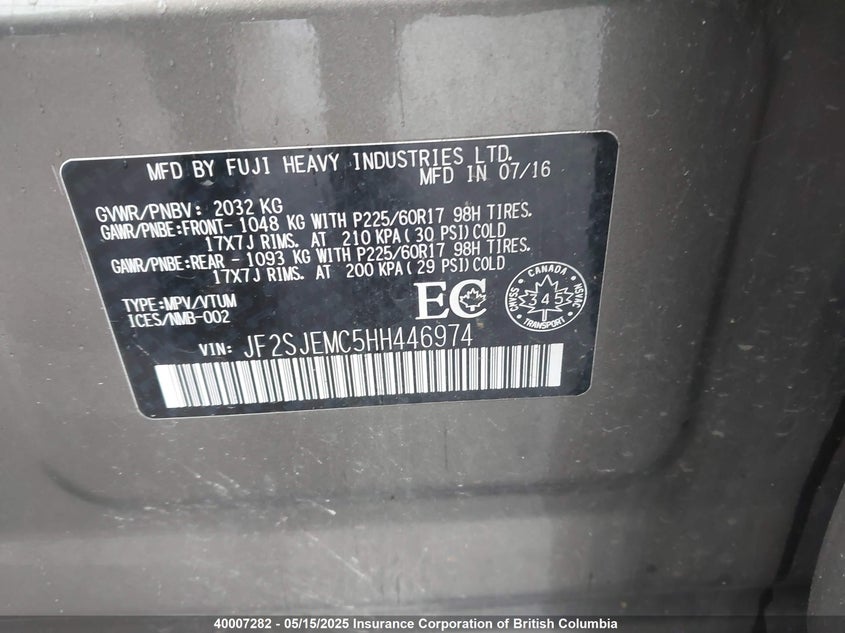 MFD BY FUJI HEAVY INDUSTRIES LTD.
MFD IN 07/16
GVWR/PNBV: 2032 KG
GAWR/PNBE:FRONT- 1048 KG WITH P225/60R17 98H TIRES.
17X7J RIMS. AT 210 KPA(30 PSI)COLD
GAWR/PNBE:REAR - 1093 KG WITH P225/60R17 98H TIRES.
17X7J RIMS. AT 200 KPA(29 PSI)COLD
TYPE:MPV/VTUM
ICES/NMB-002
EC
CANADA
CMVSS
345
NSVAC
TRANSPORT
VIN: JF2SJEMC5HH446974
40007282 - 05/15/2025 Insurance Corporation of British Columbia